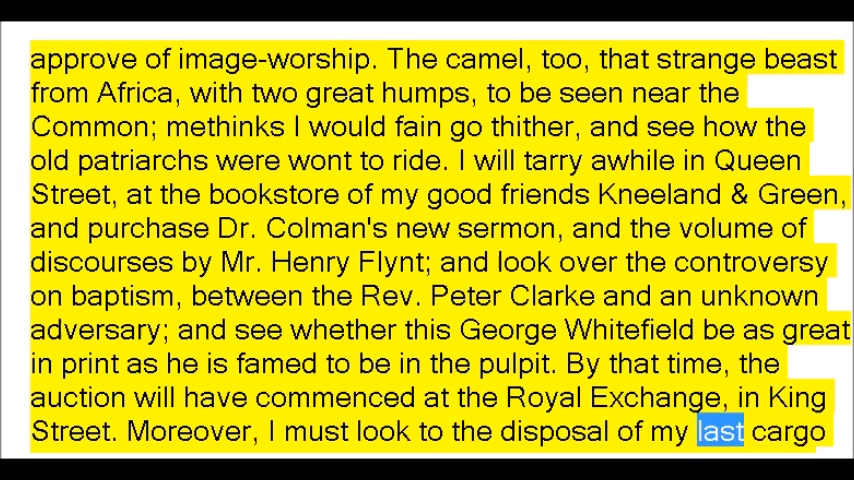 approve of image-worship. The camel, too, that strange beast
from Africa, with two great humps, to be seen near the
Common; methinks I would fain go thither, and see how the
old patriarchs were wont to ride. I will tarry awhile in Queen
Street, at the bookstore of my good friends Kneeland & Green,
and purchase Dr. Colman's new sermon, and the volume of
discourses by Mr. Henry Flynt; and look over the controversy
on baptism, between the Rev. Peter Clarke and an unknown
adversary; and see whether this George Whitefield be as great
in print as he is famed to be in the pulpit. By that time, the
auction will have commenced at the Royal Exchange, in King
Street. Moreover, I must look to the disposal of my last cargo